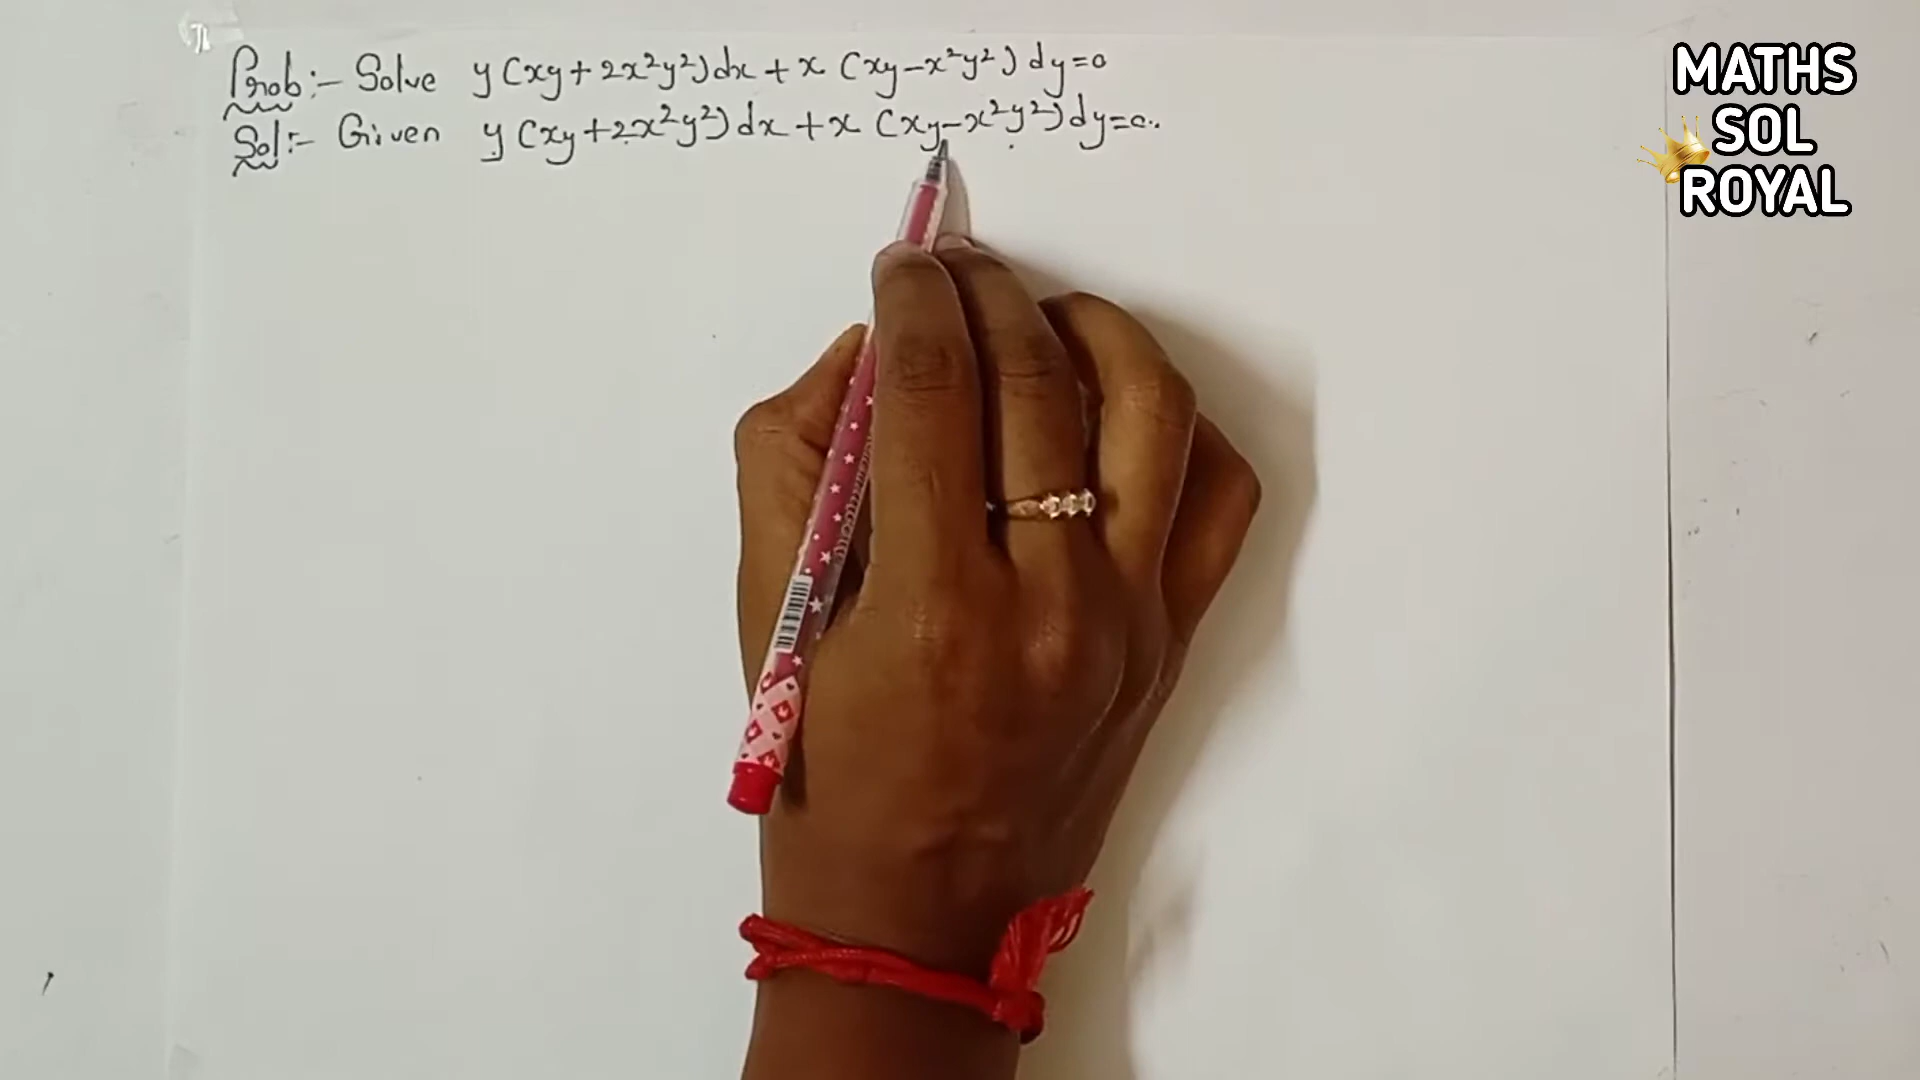 Prob:- Solve y(xy+2x²y²)dx+x(xy-x²y²)dy=0
Sol:- Given y(xy+2x²y²)dx+x(xy-x²y²)dy=0..
MATHS
SOL
ROYAL